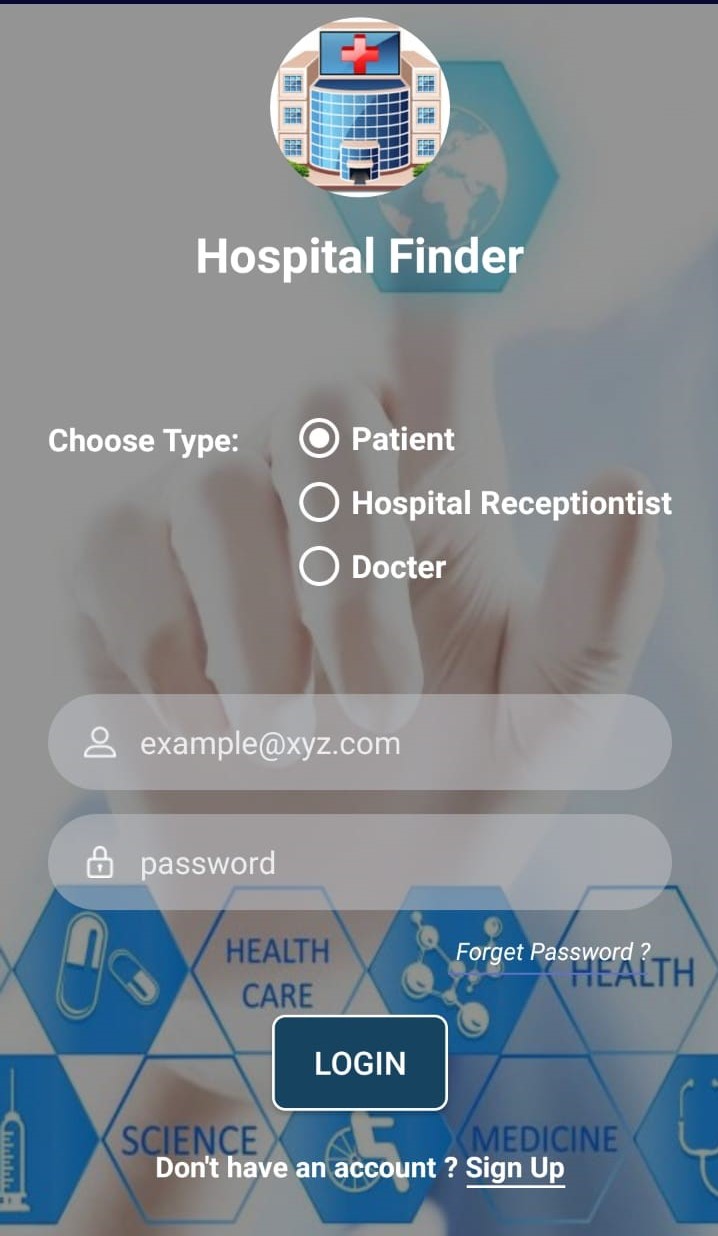 Hospital Finder
Choose Type:
Patient
Hospital Receptiontist
Docter
example@xyz.com
password
Forget Password ?
HEALTH
CARE
HEALTH
LOGIN
SCIENCE
MEDICINE
Don't have an account ? Sign Up